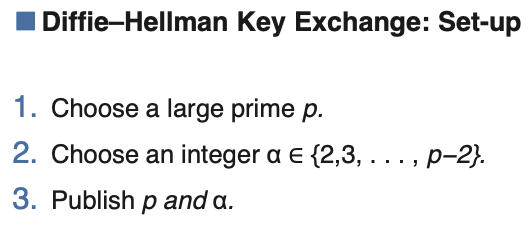 Diffie–Hellman Key Exchange: Set-up
1. Choose a large prime p.
2. Choose an integer α ∈ {2,3, . . . , p–2}.
3. Publish p and α.